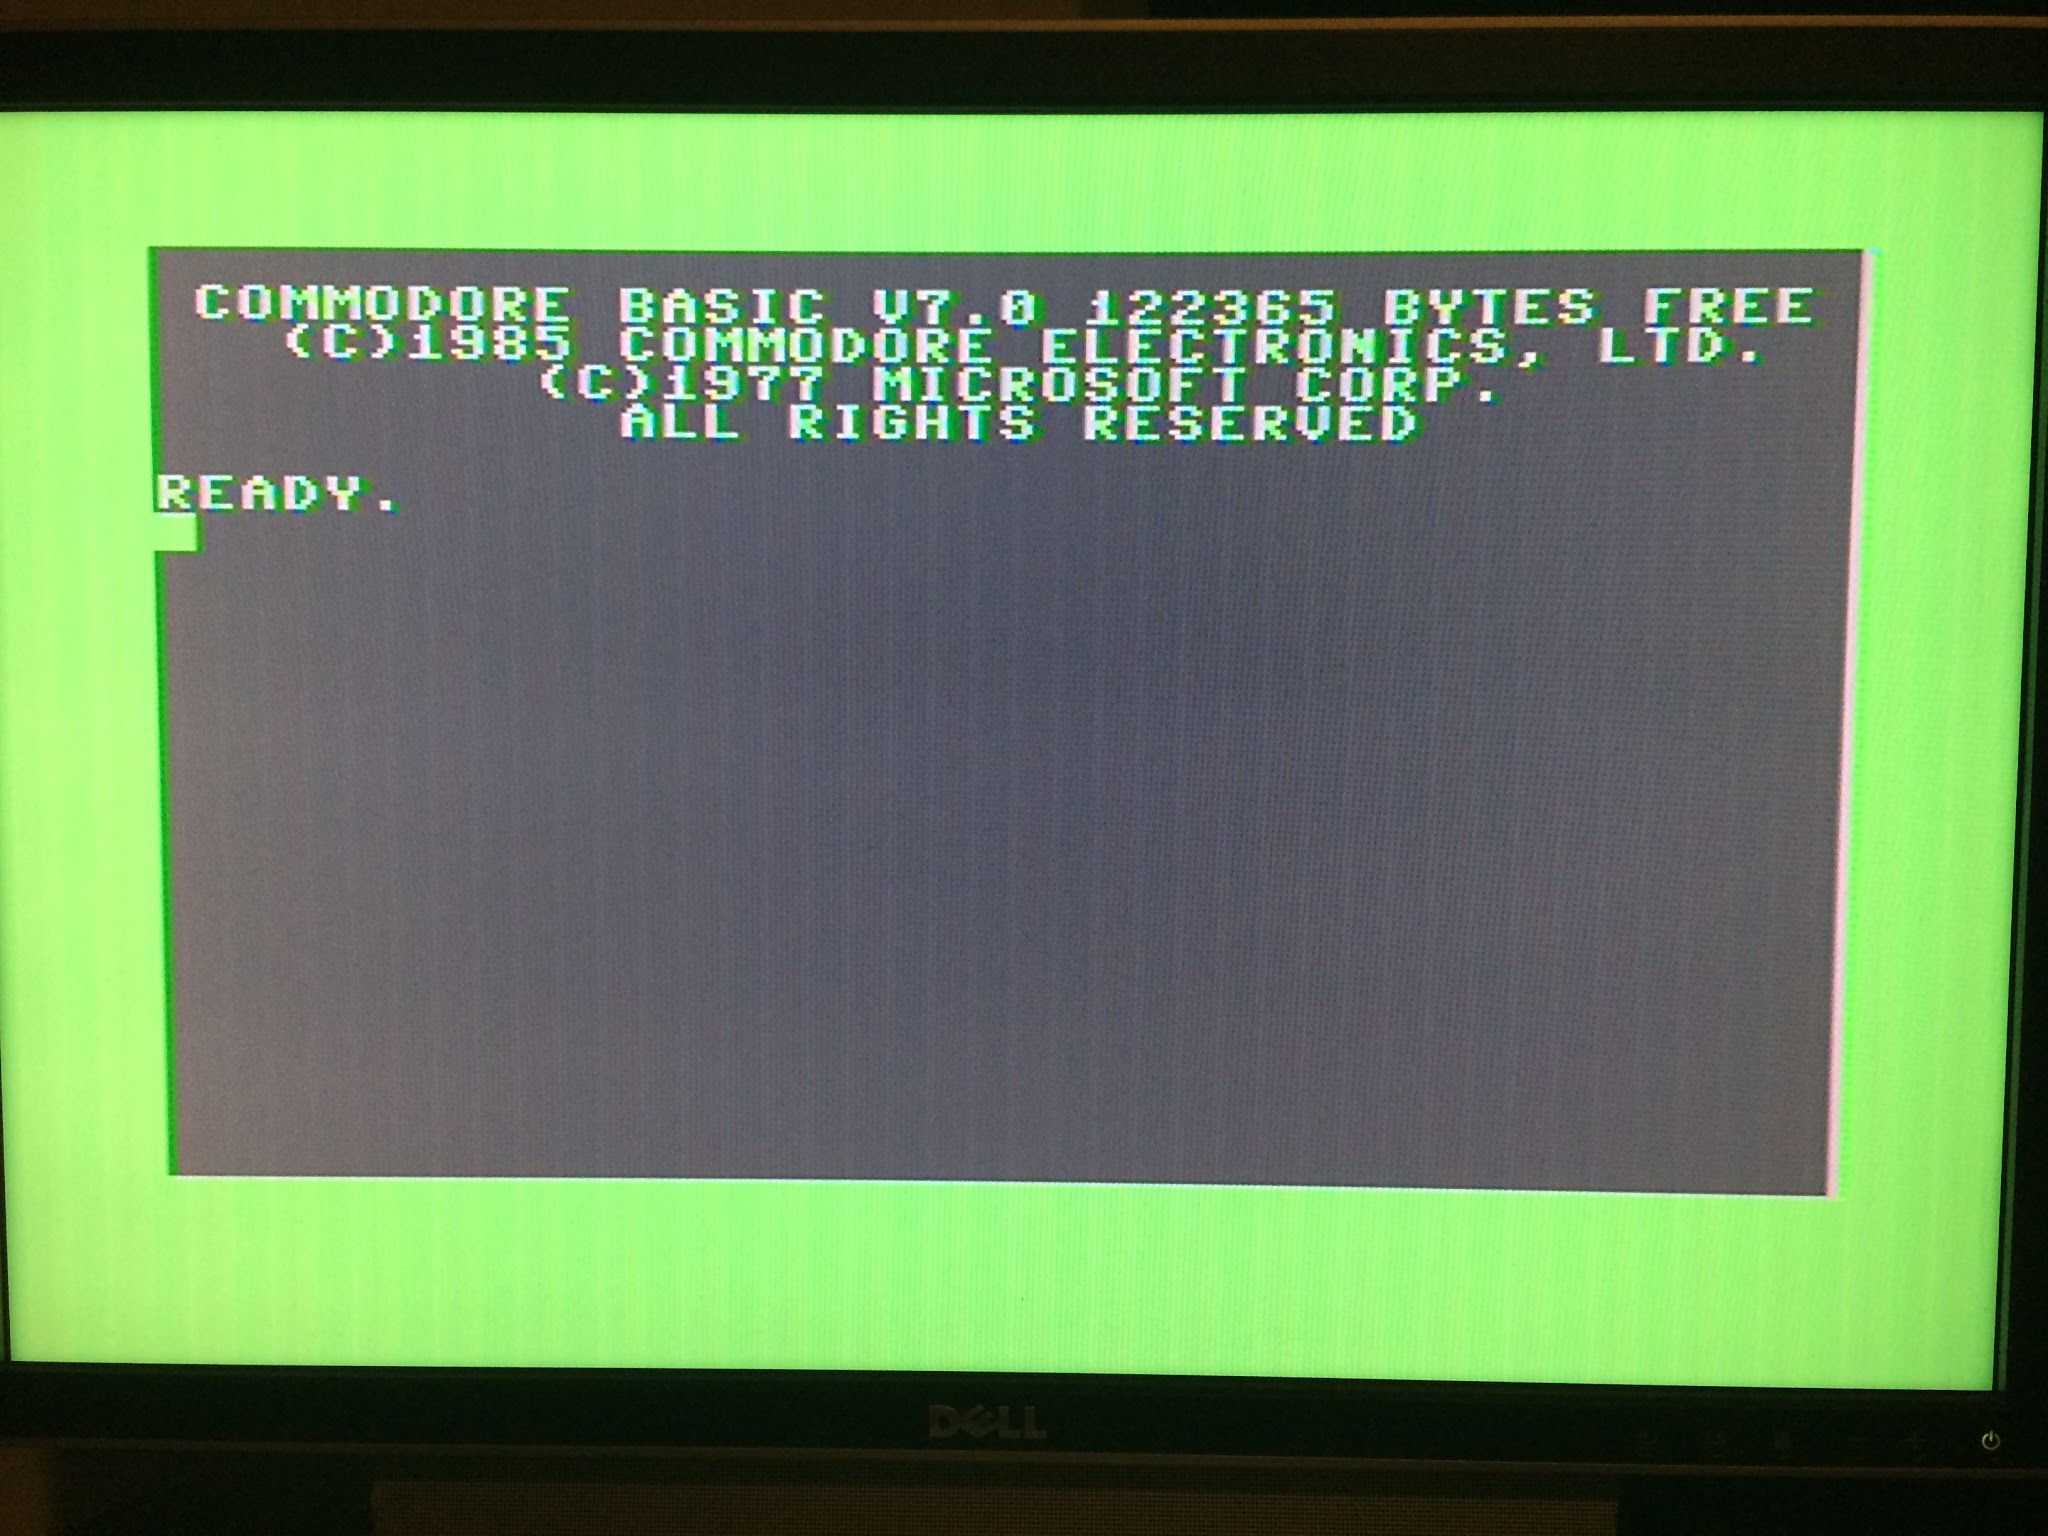 COMMODORE BASIC V7.0 122365 BYTES FREE
(C)1985 COMMODORE ELECTRONICS, LTD.
(C)1977 MICROSOFT CORP.
ALL RIGHTS RESERVED
READY.
DELL